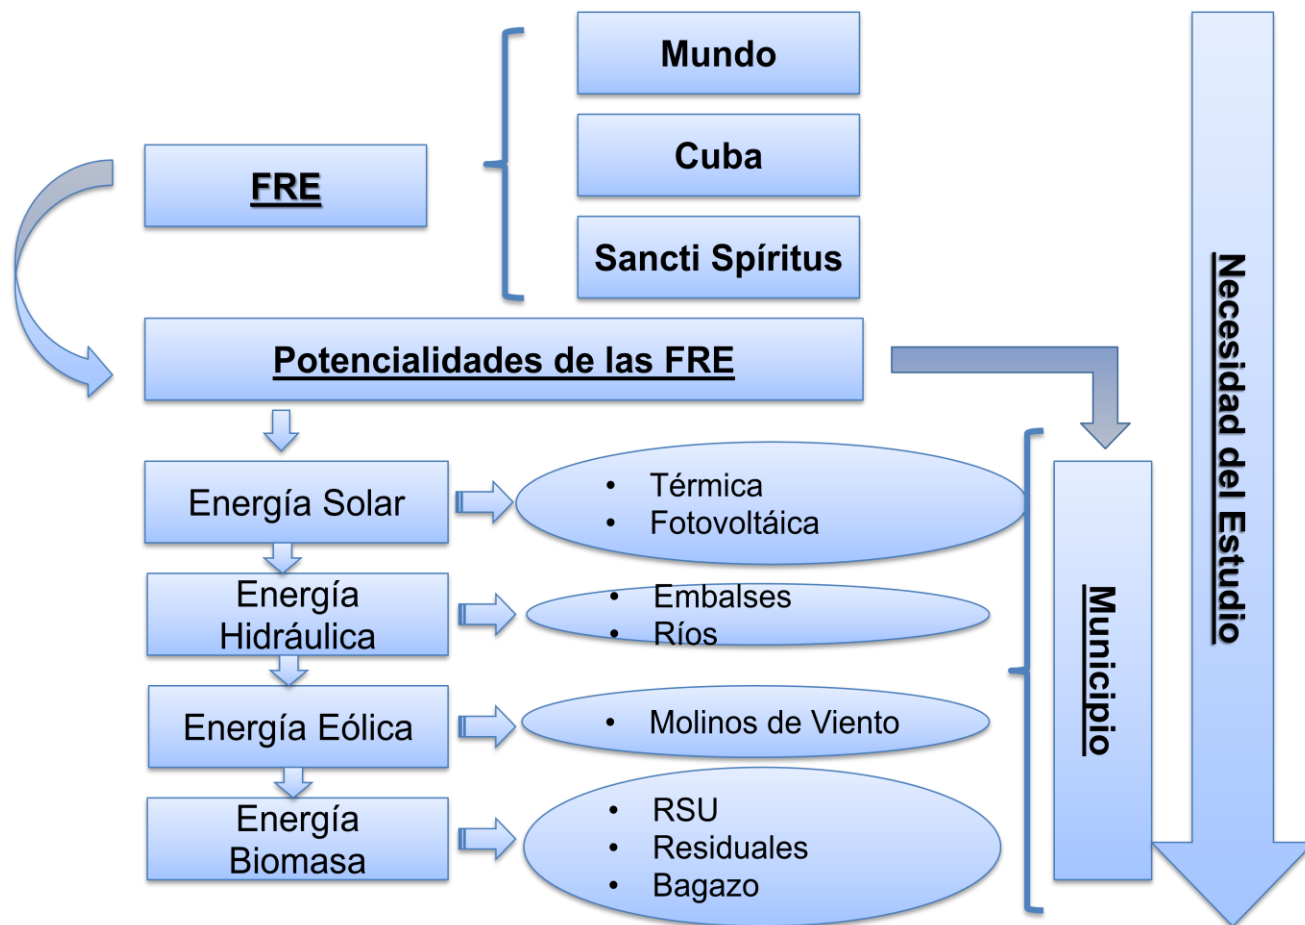 Mundo
Cuba
Sancti Spíritus
FRE
Potencialidades de las FRE
Energía Solar
• Térmica
• Fotovoltáica
Energía
Hidráulica
• Embalses
• Ríos
Energía Eólica
• Molinos de Viento
Energía
Biomasa
• RSU
• Residuales
• Bagazo
Municipio
Necesidad del Estudio